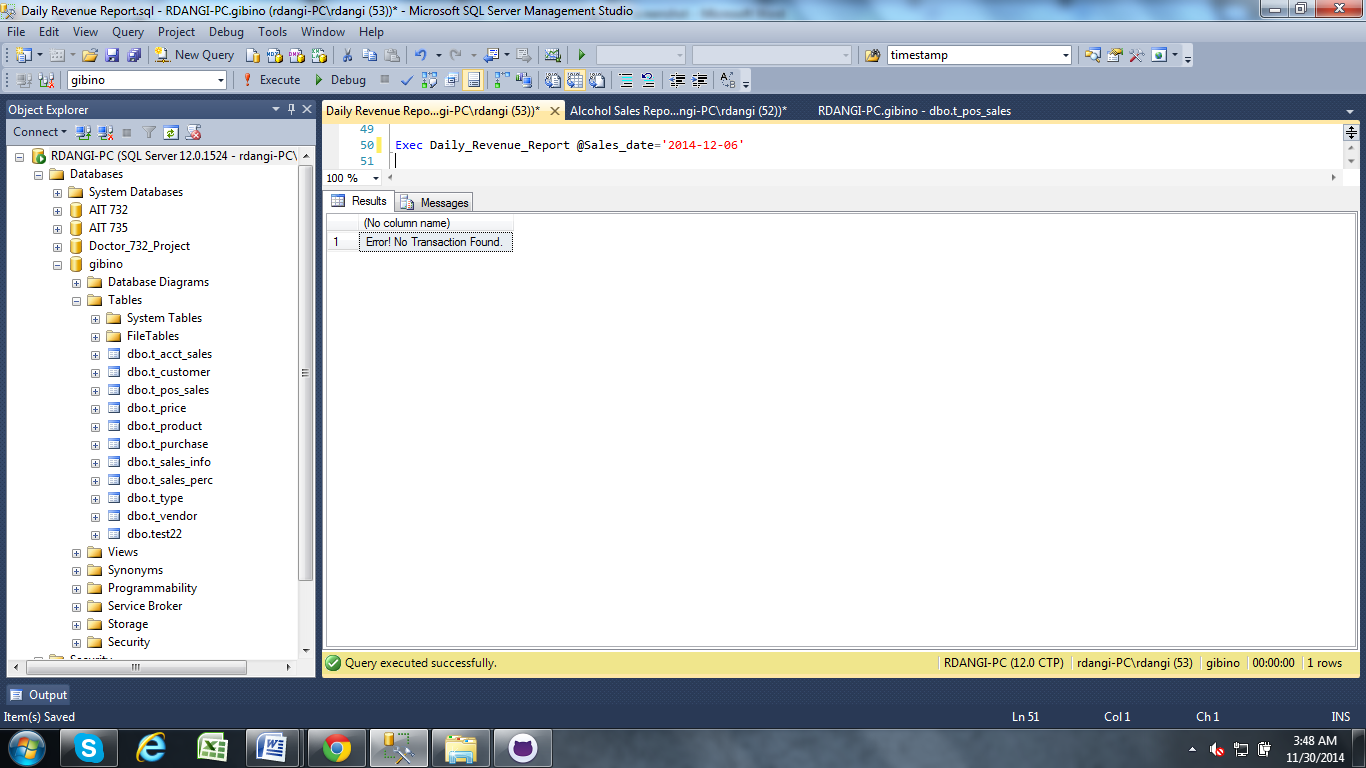 Daily Revenue Report.sql - RDANGI-PC.gibino (rdangi-PC\rdangi (53))* - Microsoft SQL Server Management Studio
File Edit View Query Project Debug Tools Window Help
New Query timestamp
gibino Execute Debug
Object Explorer
Connect
RDANGI-PC (SQL Server 12.0.1524 - rdangi-PC\
Databases
System Databases
AIT 732
AIT 735
Doctor_732_Project
gibino
Database Diagrams
Tables
System Tables
FileTables
dbo.t_acct_sales
dbo.t_customer
dbo.t_pos_sales
dbo.t_price
dbo.t_product
dbo.t_purchase
dbo.t_sales_info
dbo.t_sales_perc
dbo.t_type
dbo.t_vendor
dbo.test22
Views
Synonyms
Programmability
Service Broker
Storage
Security
Security
Daily Revenue Repo...gi-PC\rdangi (53))* Alcohol Sales Repo...ngi-PC\rdangi (52))* RDANGI-PC.gibino - dbo.t_pos_sales
49
50 Exec Daily_Revenue_Report @Sales_date='2014-12-06'
51
100 %
Results Messages
(No column name)
1 Error! No Transaction Found.
Query executed successfully. RDANGI-PC (12.0 CTP) rdangi-PC\rdangi (53) gibino 00:00:00 1 rows
Output
Item(s) Saved Ln 51 Col 1 Ch 1 INS
3:48 AM
11/30/2014